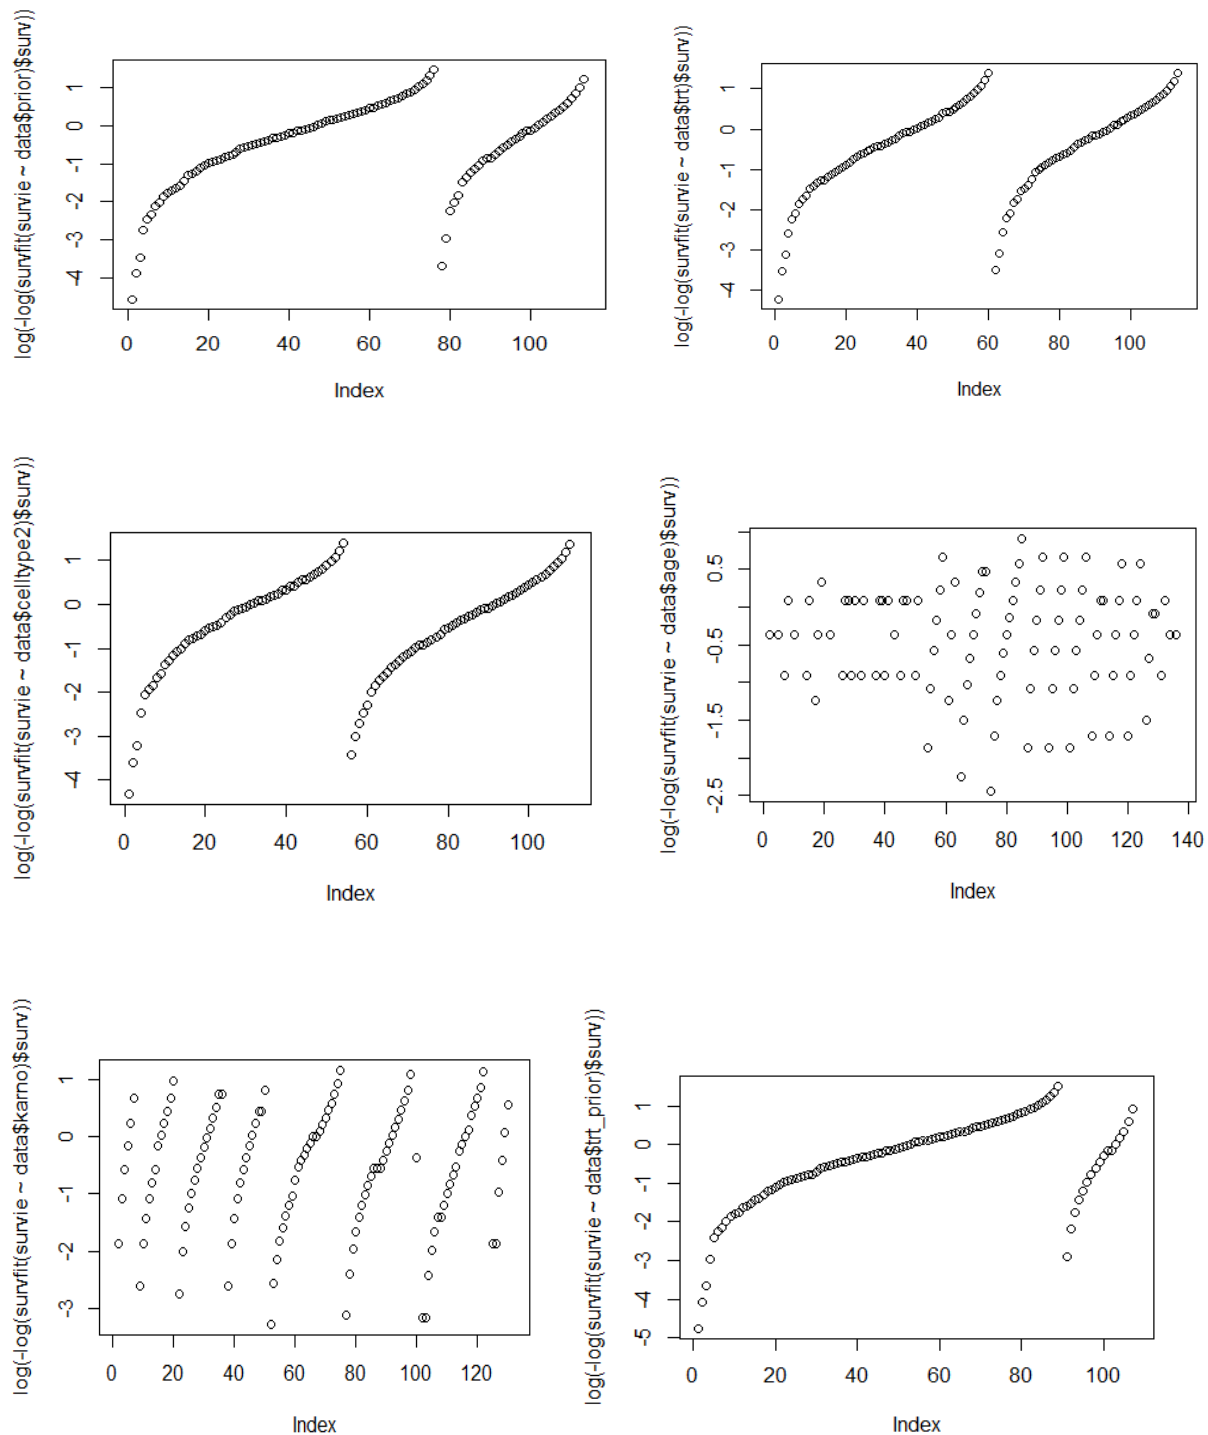 log(-log(survfit(survie ~ data$prior)$surv))
1
0
-1
-2
-3
-4
0 20 40 60 80 100
Index
log(-log(survfit(survie ~ data$trt)$surv))
1
0
-1
-2
-3
-4
0 20 40 60 80 100
Index
log(-log(survfit(survie ~ data$celltype2)$surv))
1
0
-1
-2
-3
-4
0 20 40 60 80 100
Index
log(-log(survfit(survie ~ data$age)$surv))
0.5
-0.5
-1.5
-2.5
0 20 40 60 80 100 120 140
Index
log(-log(survfit(survie ~ data$karno)$surv))
1
0
-1
-2
-3
0 20 40 60 80 100 120
Index
log(-log(survfit(survie ~ data$trt_prior)$surv))
1
0
-1
-2
-3
-4
-5
0 20 40 60 80 100
Index